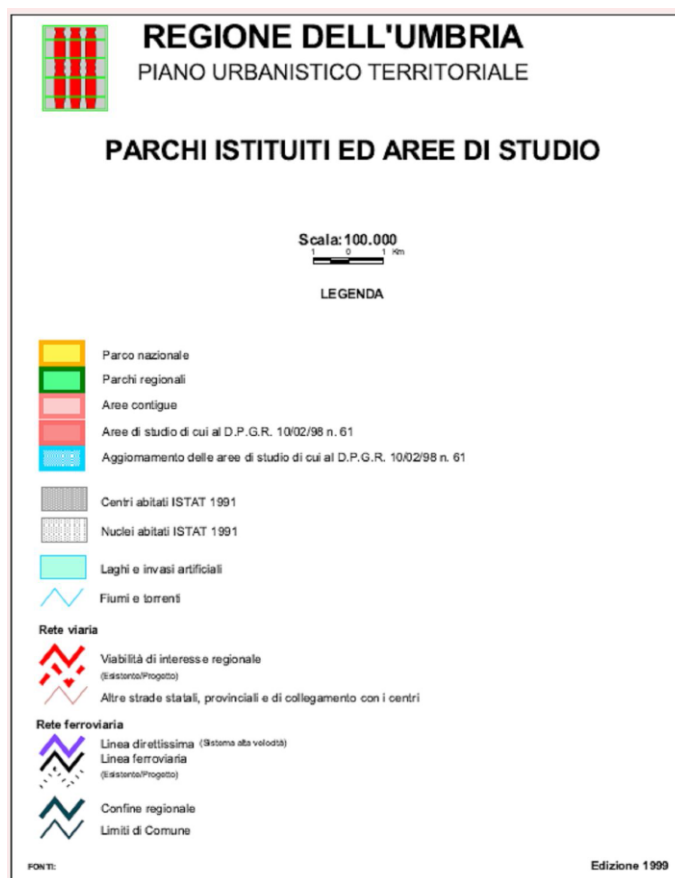 REGIONE DELL'UMBRIA
PIANO URBANISTICO TERRITORIALE
PARCHI ISTITUITI ED AREE DI STUDIO
Scala:100.000
1 0 1 Km
LEGENDA
Parco nazionale
Parchi regionali
Aree contigue
Aree di studio di cui al D.P.G.R. 10/02/98 n. 61
Aggiornamento delle aree di studio di cui al D.P.G.R. 10/02/98 n. 61
Centri abitati ISTAT 1991
Nuclei abitati ISTAT 1991
Laghi e invasi artificiali
Fiumi e torrenti
Rete viaria
Viabilità di interesse regionale
(Esistente/Progetto)
Altre strade statali, provinciali e di collegamento con i centri
Rete ferroviaria
Linea direttissima (Sistema alta velocità)
Linea ferroviaria
(Esistente/Progetto)
Confine regionale
Limiti di Comune
FONTI:
Edizione 1999